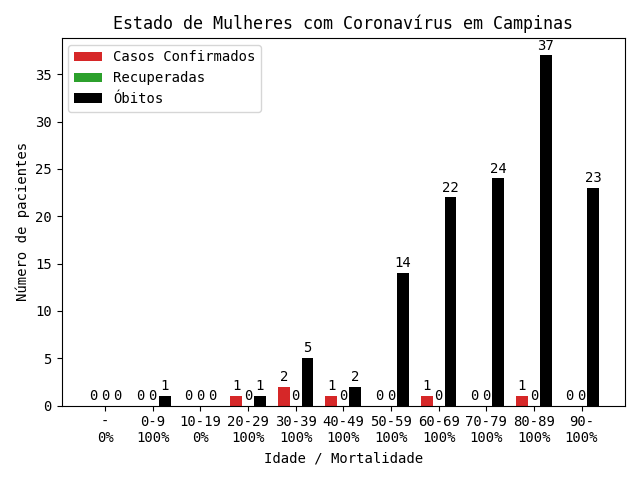 Estado de Mulheres com Coronavírus em Campinas
Casos Confirmados
Recuperadas
Óbitos
Número de pacientes
35
30
25
20
15
10
5
0
0 0 0
0 0 1
0 0 0
1 0 1
2 0 5
1 0 2
0 0 14
1 0 22
0 0 24
1 0 37
0 0 23
- 0-9 10-19 20-29 30-39 40-49 50-59 60-69 70-79 80-89 90-
0% 100% 0% 100% 100% 100% 100% 100% 100% 100% 100%
Idade / Mortalidade